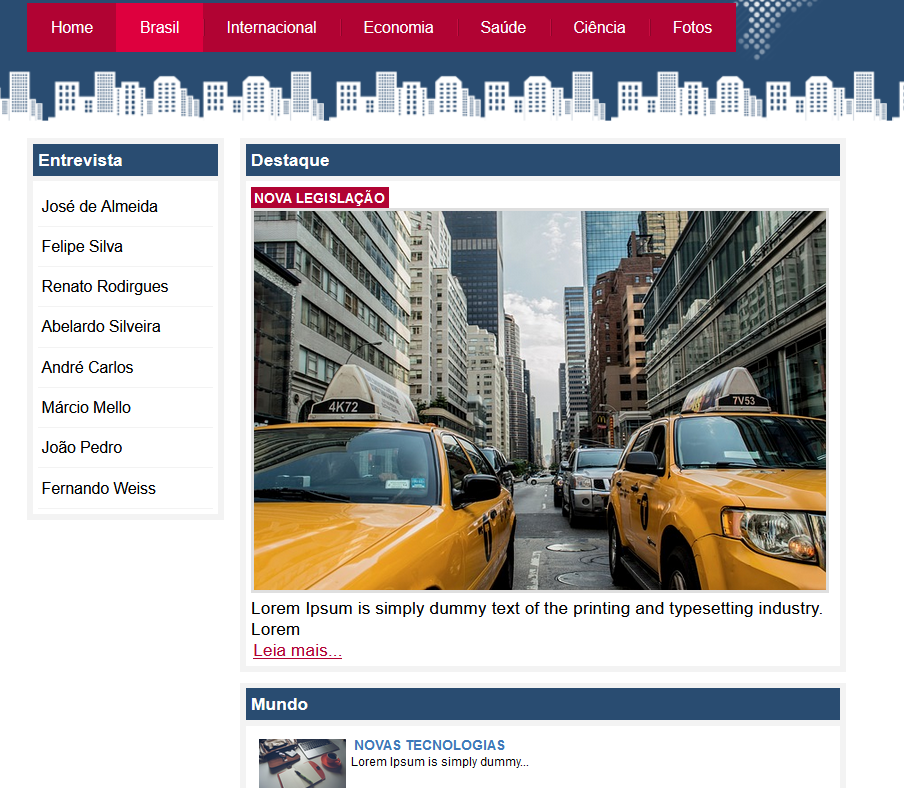 Home Brasil Internacional Economia Saúde Ciência Fotos
Entrevista
José de Almeida
Felipe Silva
Renato Rodirgues
Abelardo Silveira
André Carlos
Márcio Mello
João Pedro
Fernando Weiss
Destaque
NOVA LEGISLAÇÃO
4K72
7V53
Lorem Ipsum is simply dummy text of the printing and typesetting industry.
Lorem
Leia mais...
Mundo
NOVAS TECNOLOGIAS
Lorem Ipsum is simply dummy...